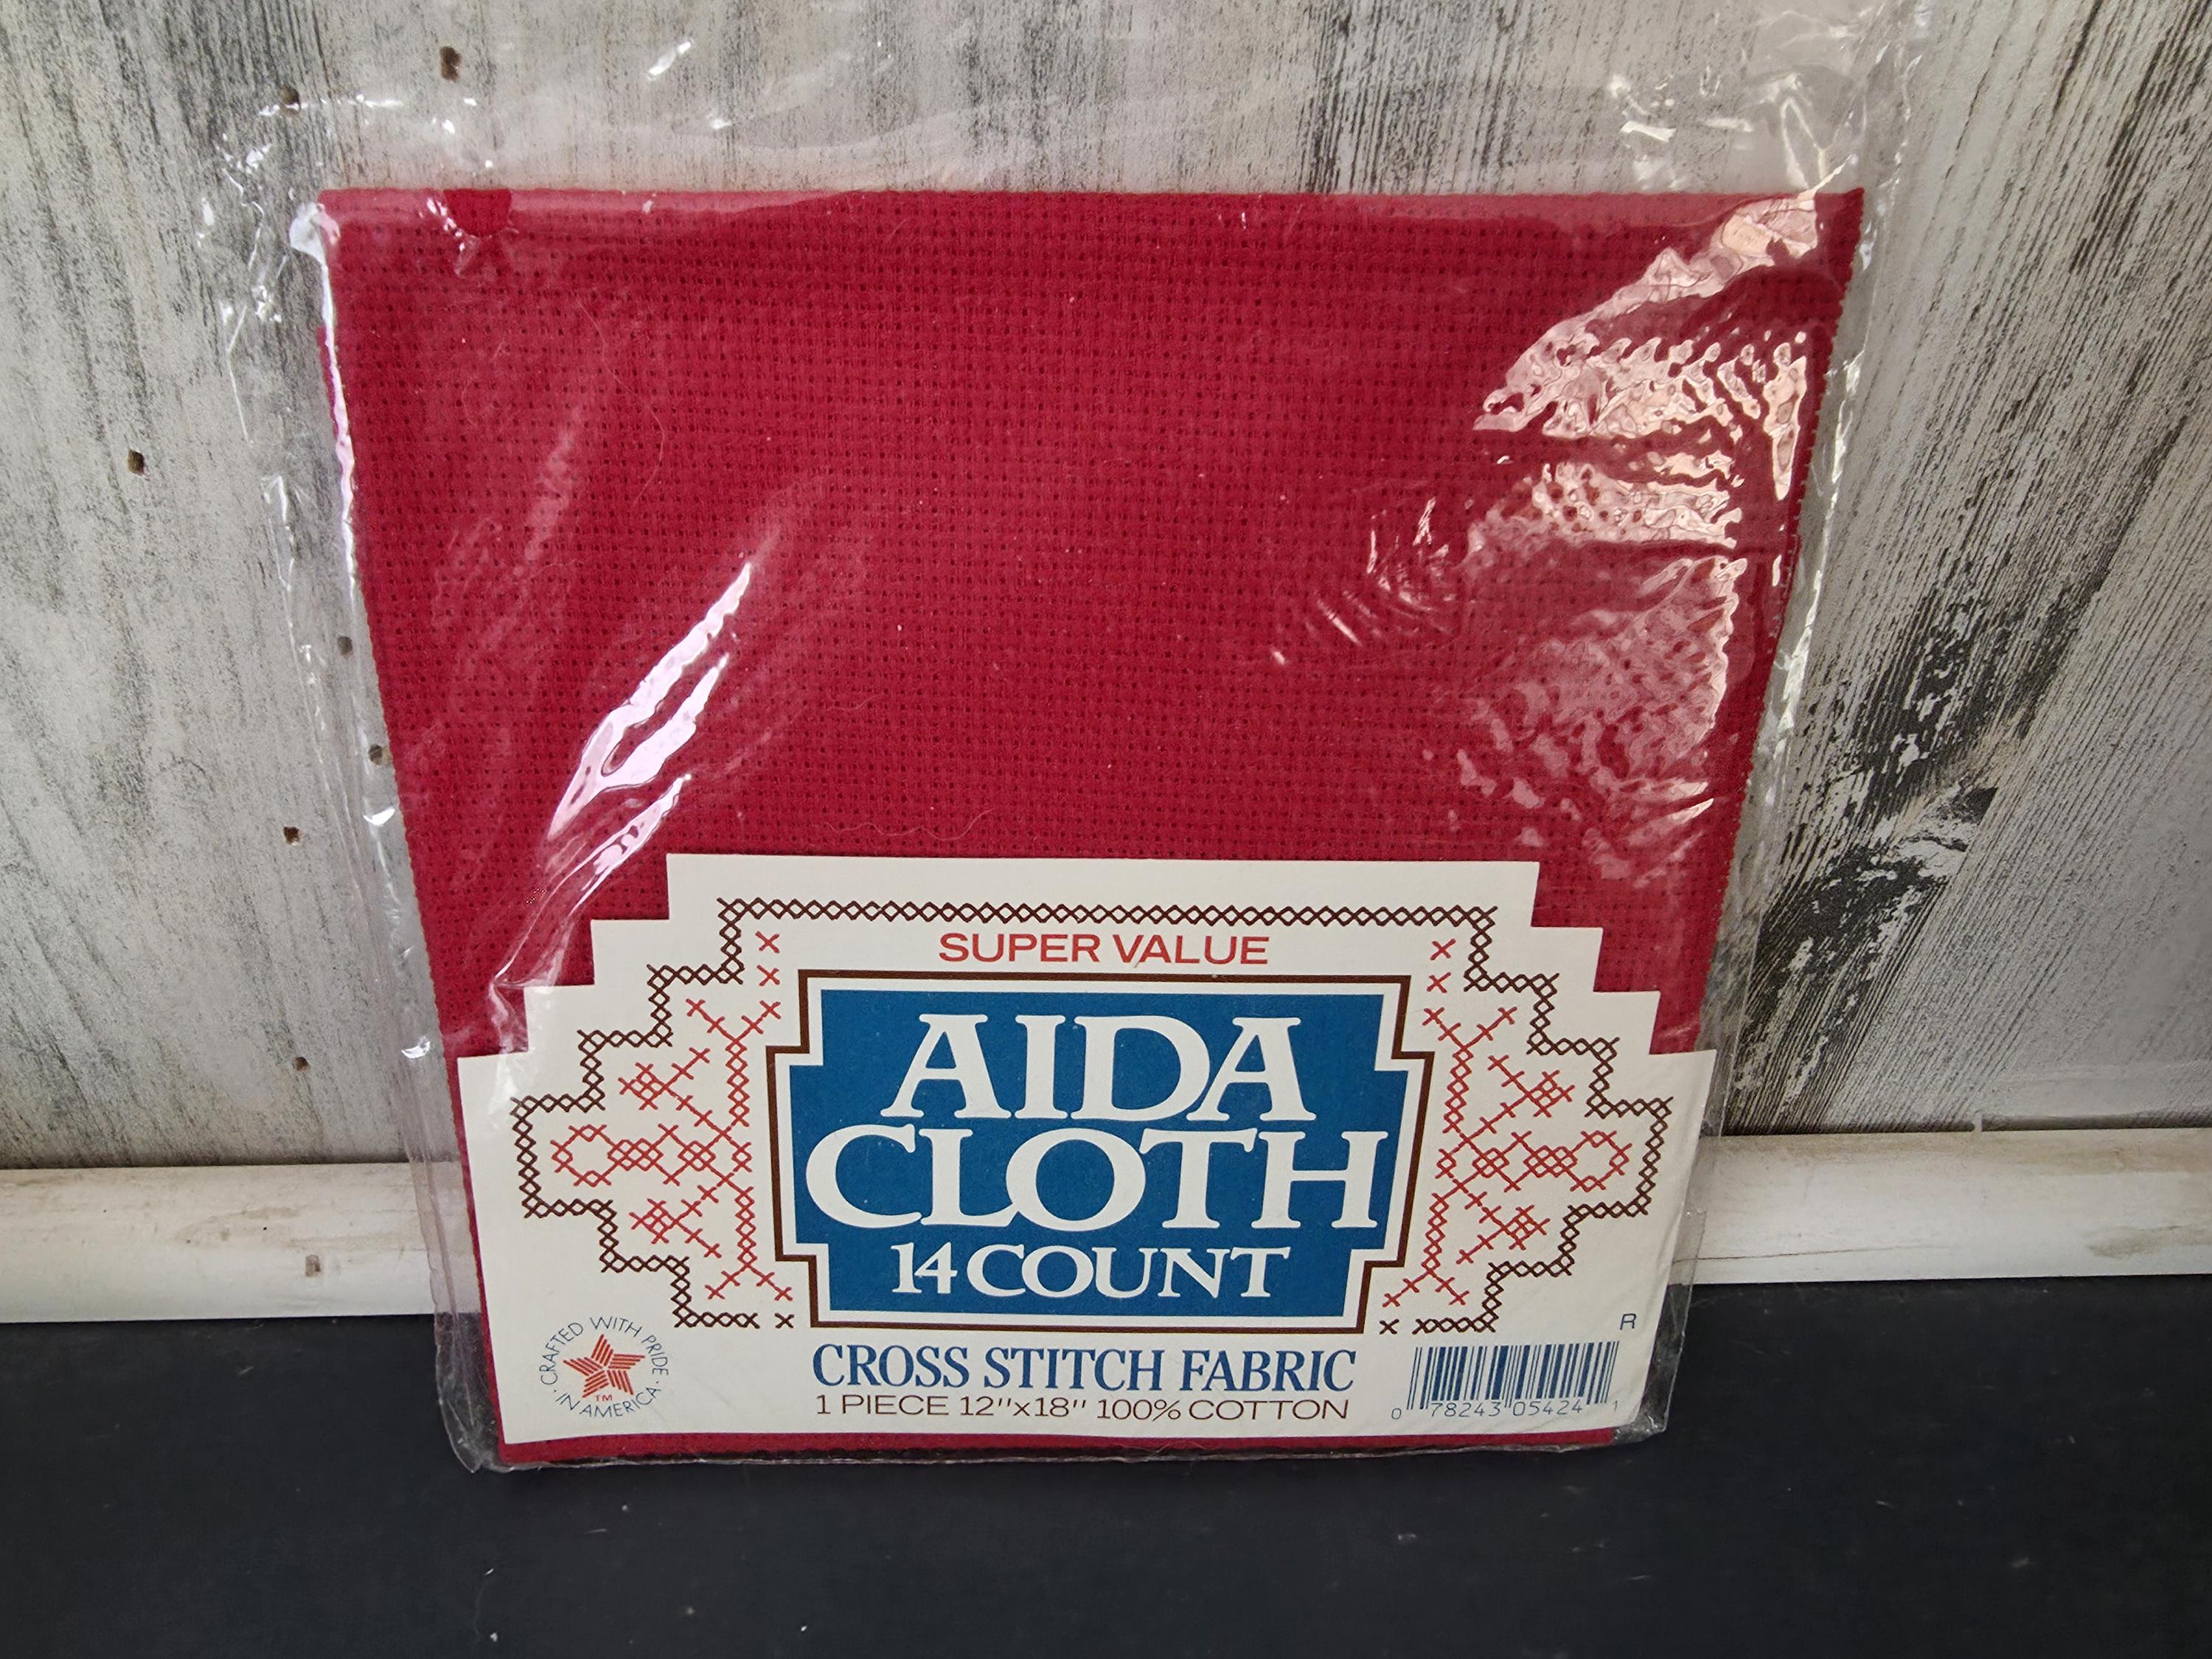 SUPER VALUE
AIDA
CLOTH
14 COUNT
R
CRAFTED WITH PRIDE
· IN AMERICA ·
TM
CROSS STITCH FABRIC
1 PIECE 12"x18" 100% COTTON
0 78243 05424 1